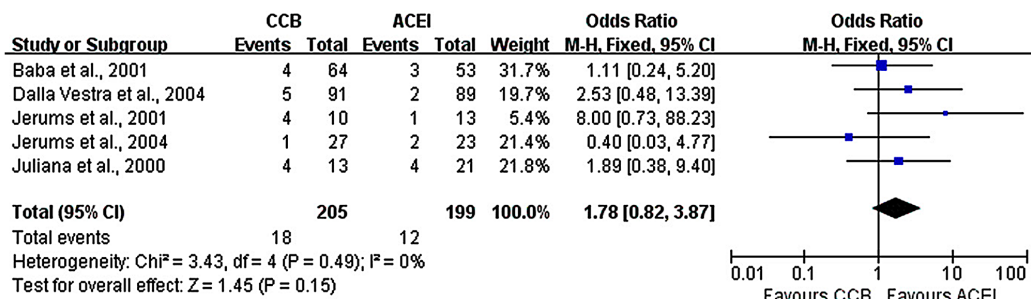 CCB ACEI Odds Ratio Odds Ratio
Study or Subgroup Events Total Events Total Weight M-H, Fixed, 95% CI M-H, Fixed, 95% CI
Baba et al., 2001 4 64 3 53 31.7% 1.11 [0.24, 5.20]
Dalla Vestra et al., 2004 5 91 2 89 19.7% 2.53 [0.48, 13.39]
Jerums et al., 2001 4 10 1 13 5.4% 8.00 [0.73, 88.23]
Jerums et al., 2004 1 27 2 23 21.4% 0.40 [0.03, 4.77]
Juliana et al., 2000 4 13 4 21 21.8% 1.89 [0.38, 9.40]
Total (95% CI) 205 199 100.0% 1.78 [0.82, 3.87]
Total events 18 12
Heterogeneity: Chi² = 3.43, df = 4 (P = 0.49); I² = 0%
Test for overall effect: Z = 1.45 (P = 0.15)
0.01 0.1 1 10 100
Favours CCB Favours ACEI